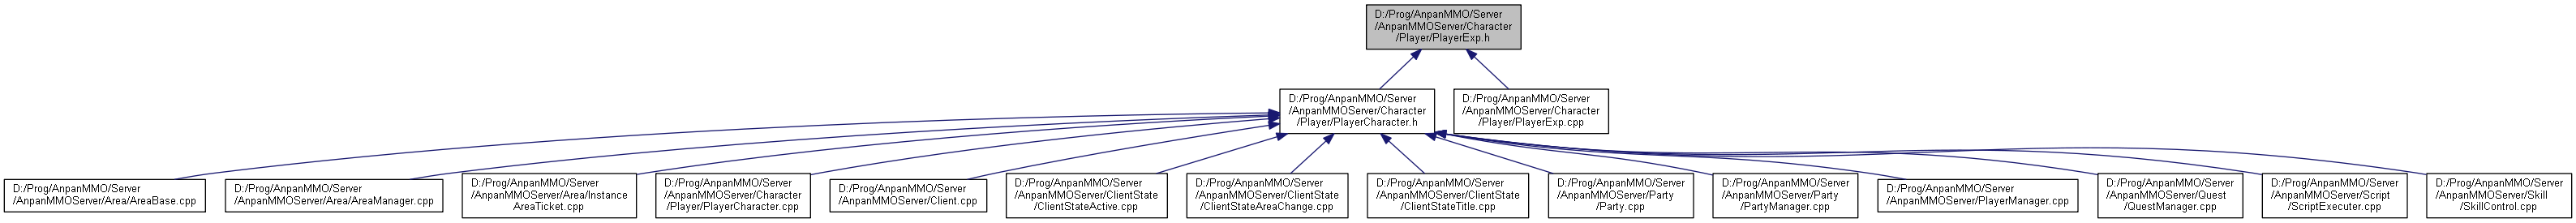 D:/Prog/AnpanMMO/Server
/AnpanMMOServer/Character
/Player/PlayerExp.h
D:/Prog/AnpanMMO/Server
/AnpanMMOServer/Character
/Player/PlayerCharacter.h
D:/Prog/AnpanMMO/Server
/AnpanMMOServer/Character
/Player/PlayerExp.cpp
D:/Prog/AnpanMMO/Server
/AnpanMMOServer/Area/AreaBase.cpp
D:/Prog/AnpanMMO/Server
/AnpanMMOServer/Area/AreaManager.cpp
D:/Prog/AnpanMMO/Server
/AnpanMMOServer/Area/Instance
AreaTicket.cpp
D:/Prog/AnpanMMO/Server
/AnpanMMOServer/Character
/Player/PlayerCharacter.cpp
D:/Prog/AnpanMMO/Server
/AnpanMMOServer/Client.cpp
D:/Prog/AnpanMMO/Server
/AnpanMMOServer/ClientState
/ClientStateActive.cpp
D:/Prog/AnpanMMO/Server
/AnpanMMOServer/ClientState
/ClientStateAreaChange.cpp
D:/Prog/AnpanMMO/Server
/AnpanMMOServer/ClientState
/ClientStateTitle.cpp
D:/Prog/AnpanMMO/Server
/AnpanMMOServer/Party
/Party.cpp
D:/Prog/AnpanMMO/Server
/AnpanMMOServer/Party
/PartyManager.cpp
D:/Prog/AnpanMMO/Server
/AnpanMMOServer/PlayerManager.cpp
D:/Prog/AnpanMMO/Server
/AnpanMMOServer/Quest
/QuestManager.cpp
D:/Prog/AnpanMMO/Server
/AnpanMMOServer/Script
/ScriptExecuter.cpp
D:/Prog/AnpanMMO/Server
/AnpanMMOServer/Skill
/SkillControl.cpp